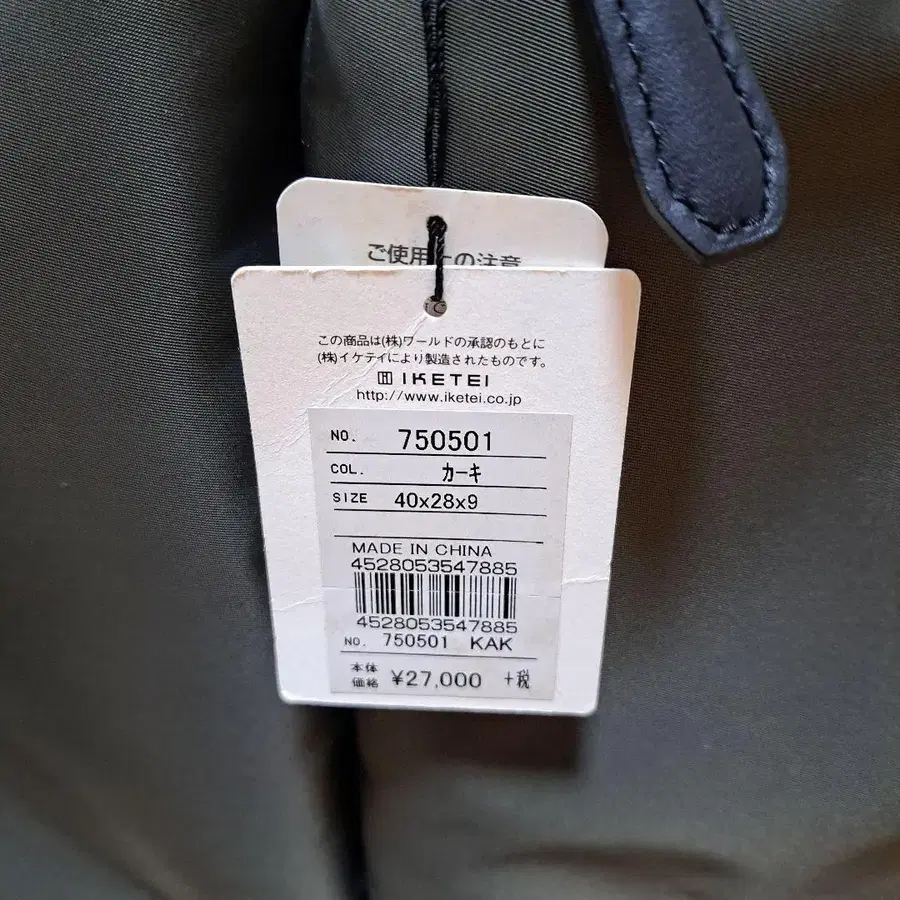 ご使用上の注意
この商品は(株)ワールドの承認のもとに
(株)イケテイにより製造されたものです。
IKETEI
http://www.iketei.co.jp
NO. 750501
COL. カーキ
SIZE 40x28x9
MADE IN CHINA
4528053547885
4528053547885
NO. 750501 KAK
本体価格 ¥27,000 +税